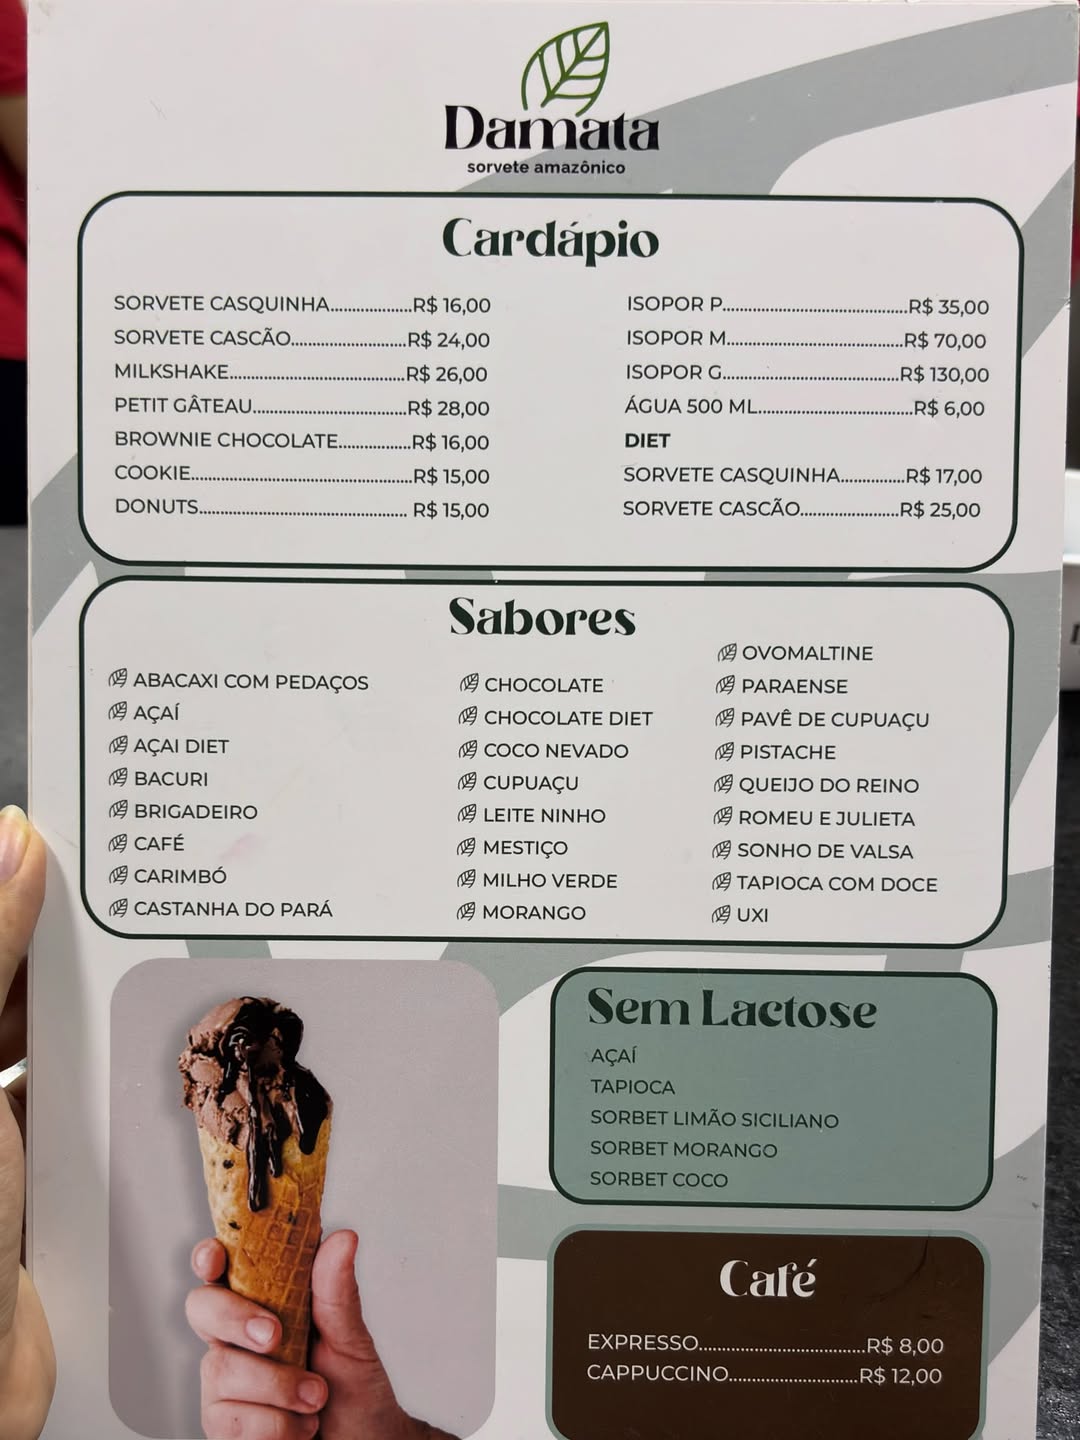 Damata
sorvete amazônico
Cardápio
SORVETE CASQUINHA..................R$ 16,00
SORVETE CASCÃO..........................R$ 24,00
MILKSHAKE.......................................R$ 26,00
PETIT GÂTEAU..................................R$ 28,00
BROWNIE CHOCOLATE................R$ 16,00
COOKIE.................................................R$ 15,00
DONUTS.............................................. R$ 15,00
ISOPOR P.........................................R$ 35,00
ISOPOR M.......................................R$ 70,00
ISOPOR G.......................................R$ 130,00
ÁGUA 500 ML..................................R$ 6,00
DIET
SORVETE CASQUINHA..............R$ 17,00
SORVETE CASCÃO......................R$ 25,00
Sabores
ABACAXI COM PEDAÇOS
AÇAÍ
AÇAI DIET
BACURI
BRIGADEIRO
CAFÉ
CARIMBÓ
CASTANHA DO PARÁ
CHOCOLATE
CHOCOLATE DIET
COCO NEVADO
CUPUAÇU
LEITE NINHO
MESTIÇO
MILHO VERDE
MORANGO
OVOMALTINE
PARAENSE
PAVÊ DE CUPUAÇU
PISTACHE
QUEIJO DO REINO
ROMEU E JULIETA
SONHO DE VALSA
TAPIOCA COM DOCE
UXI
Sem Lactose
AÇAÍ
TAPIOCA
SORBET LIMÃO SICILIANO
SORBET MORANGO
SORBET COCO
Café
EXPRESSO.....................................R$ 8,00
CAPPUCCINO............................R$ 12,00